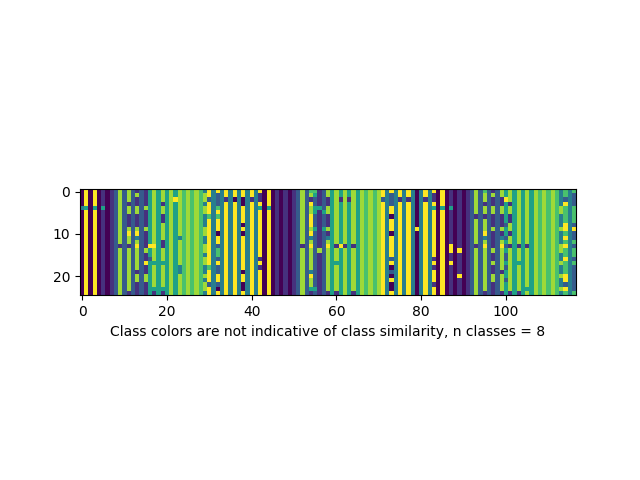 0
10
20
0 20 40 60 80 100
Class colors are not indicative of class similarity, n classes = 8